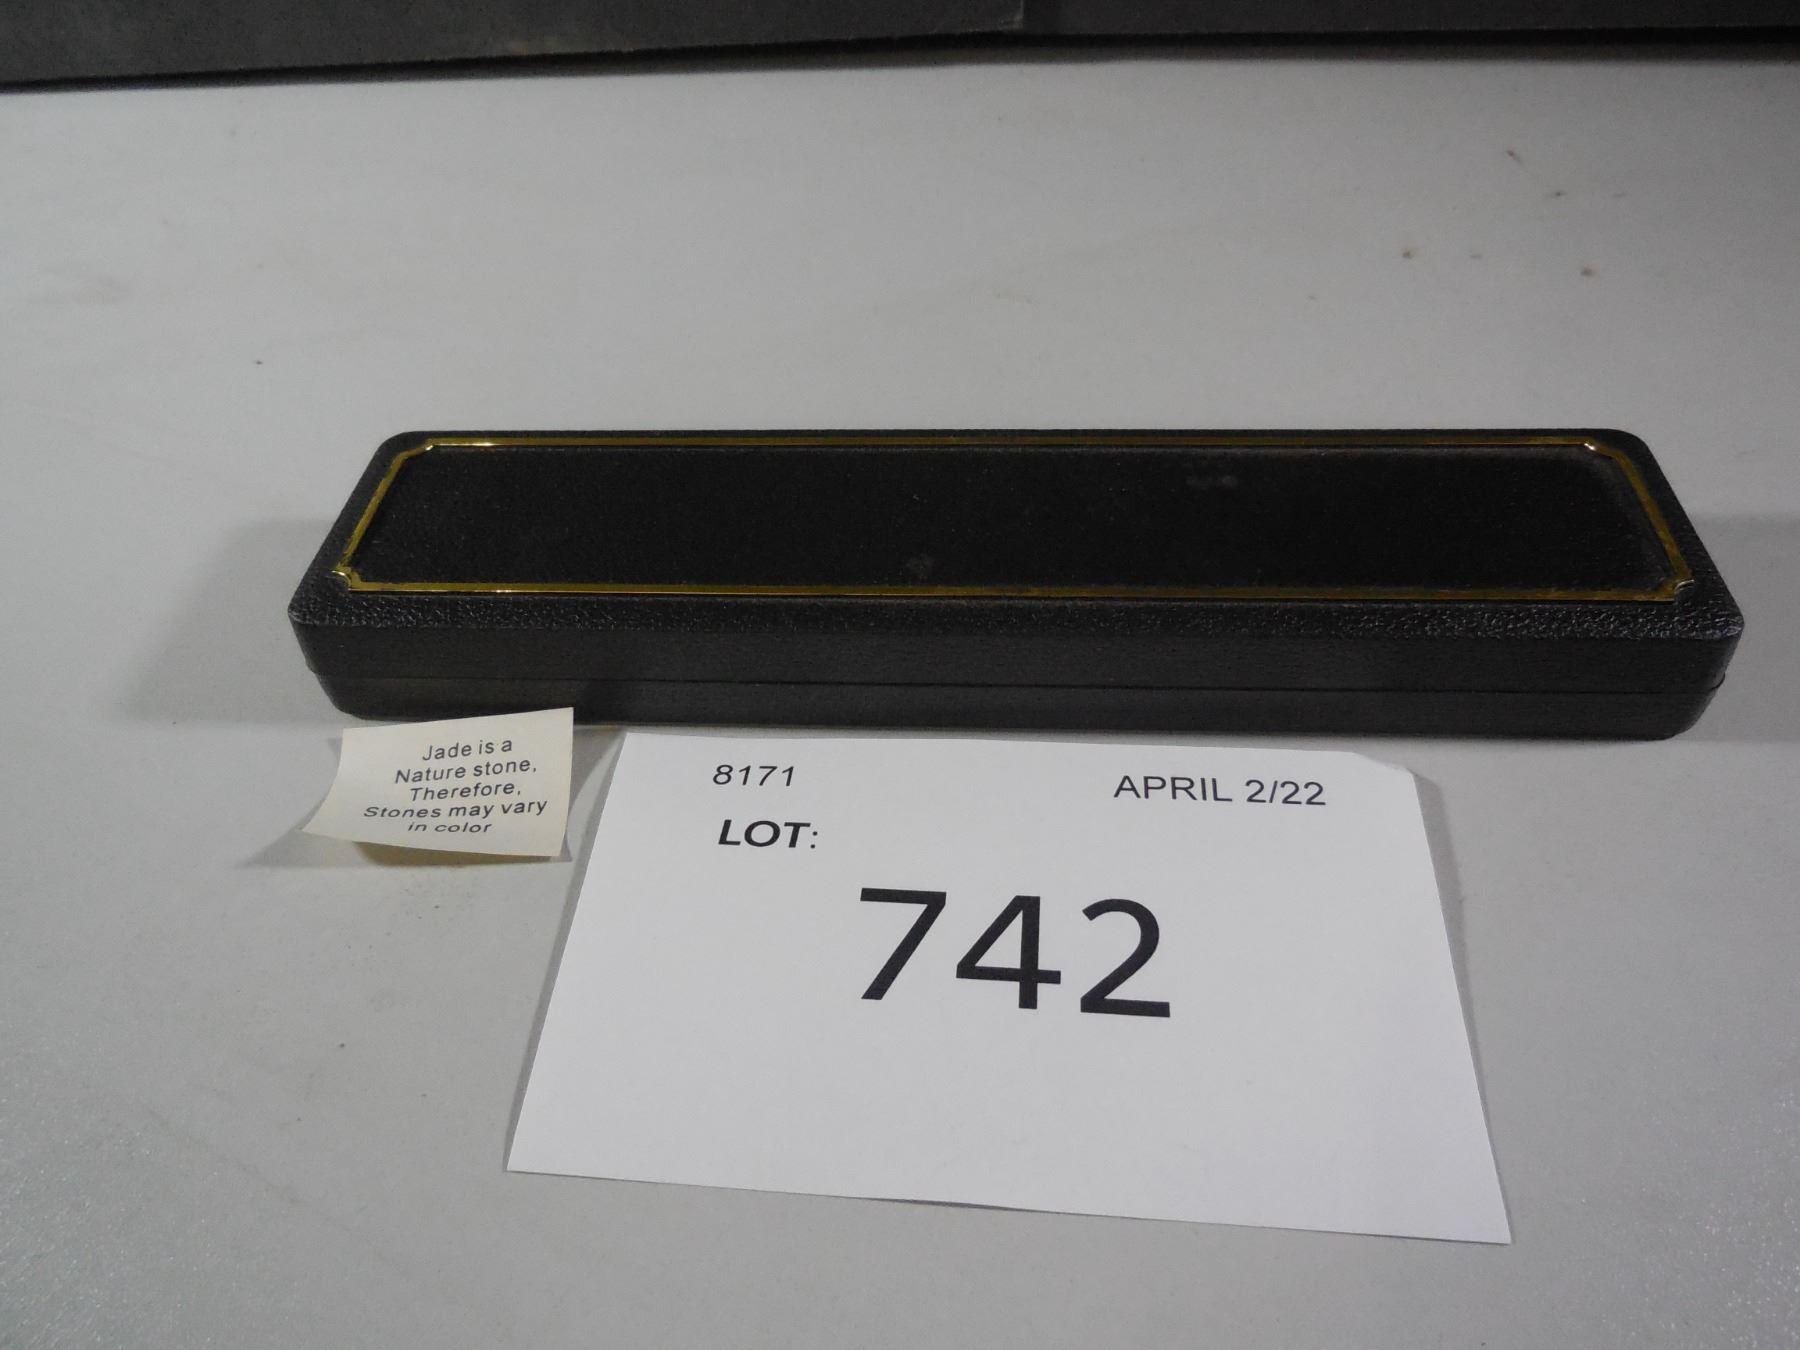 Jade is a
Nature stone,
Therefore,
Stones may vary
in color
8171
APRIL 2/22
LOT:
742